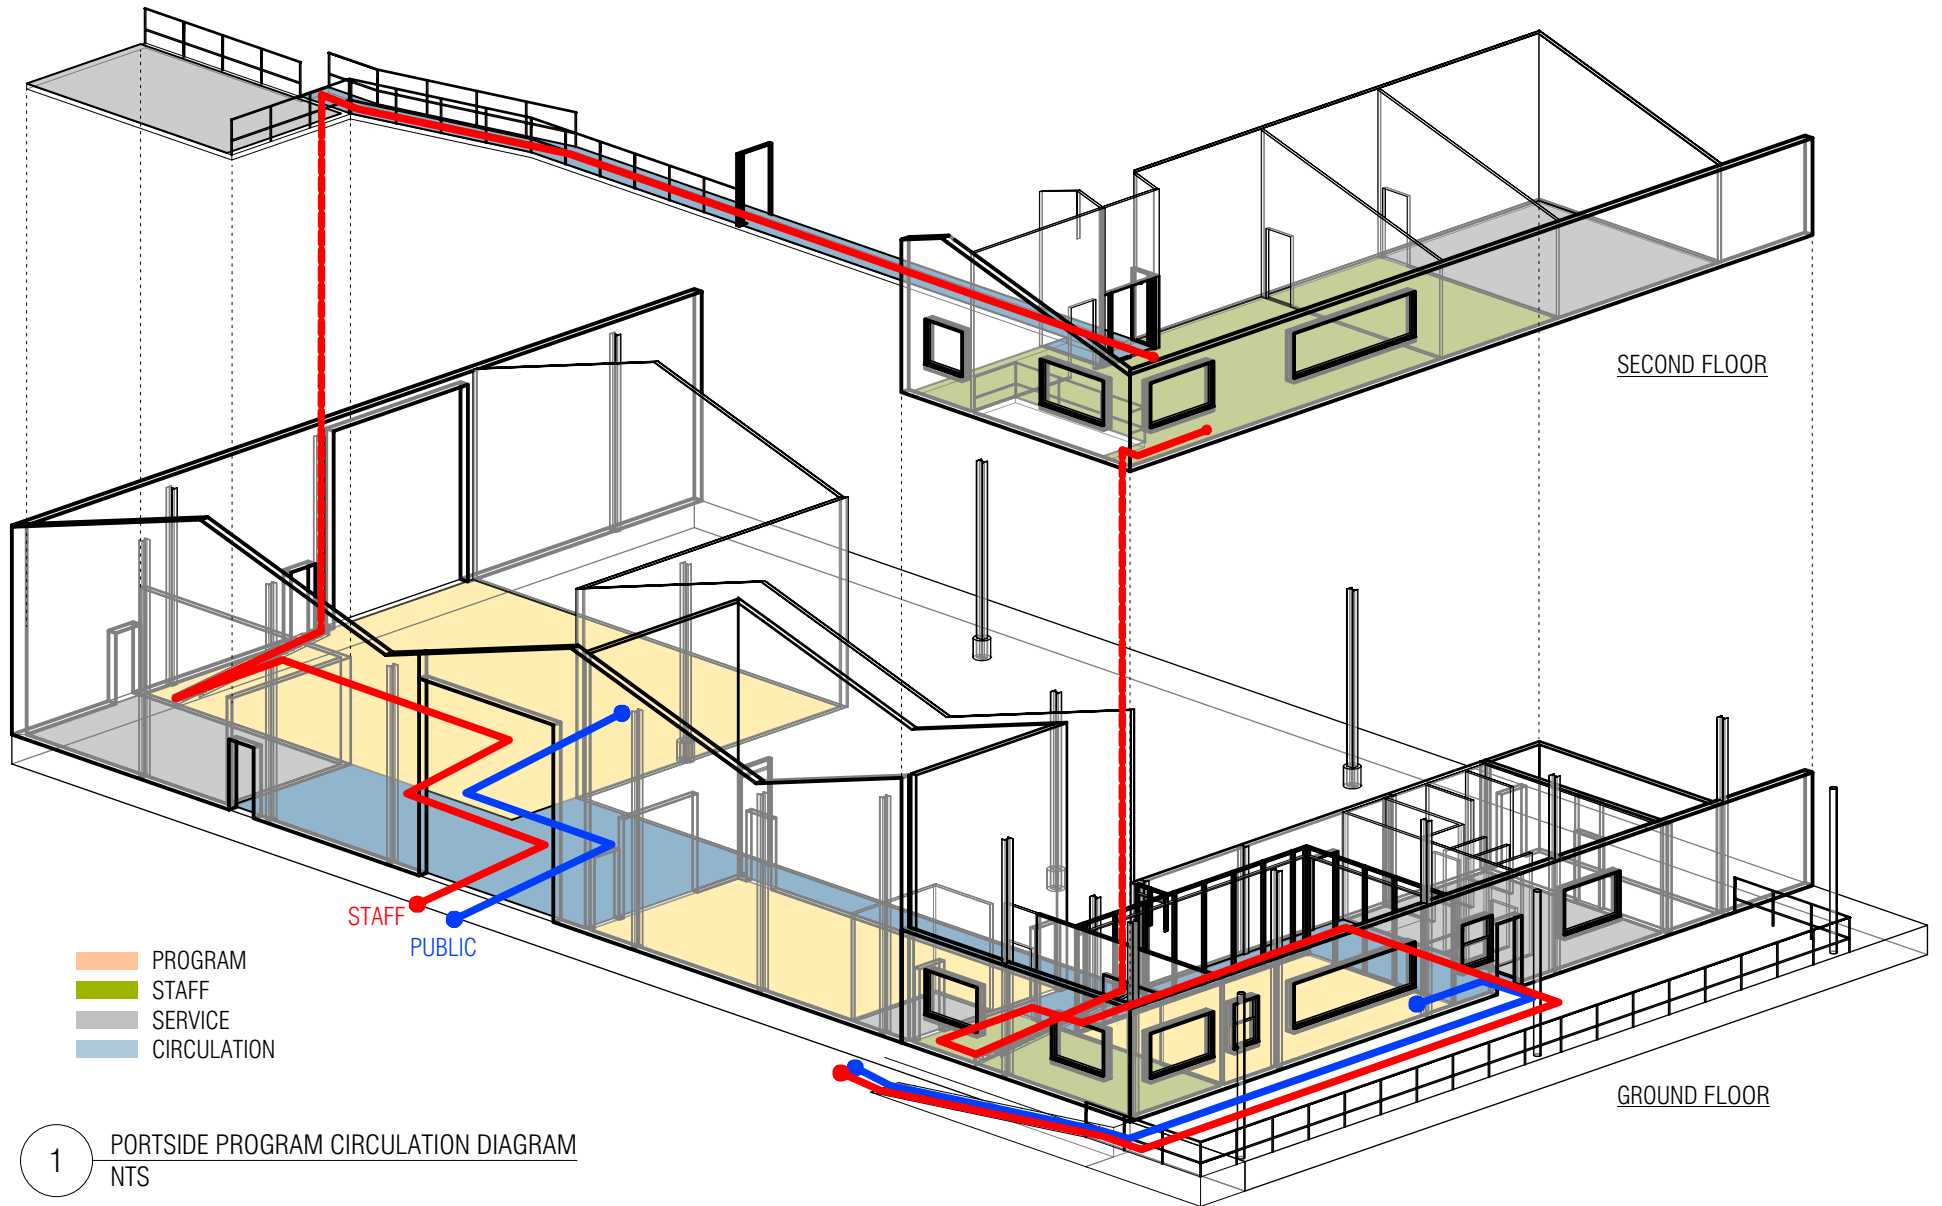 SECOND FLOOR
STAFF
PUBLIC
PROGRAM
STAFF
SERVICE
CIRCULATION
GROUND FLOOR
1
PORTSIDE PROGRAM CIRCULATION DIAGRAM
NTS